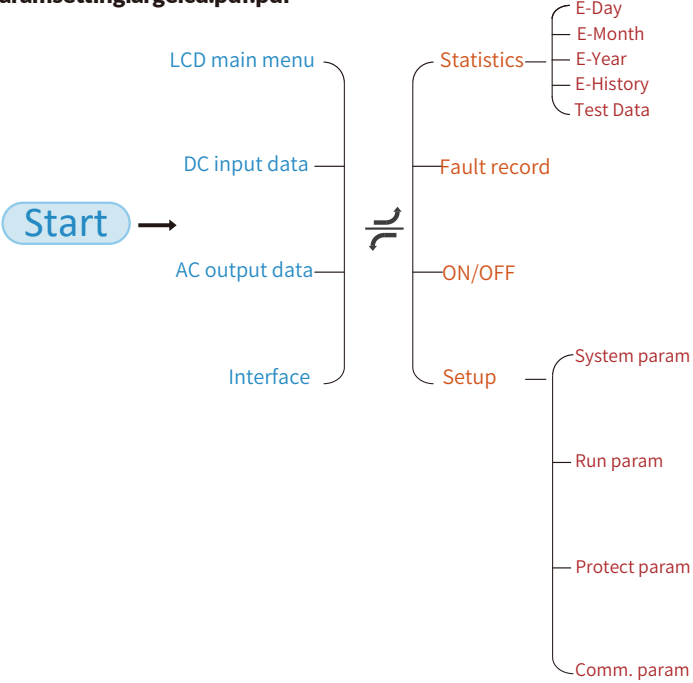 E-Day
E-Month
LCD main menu
Statistics
E-Year
E-History
Test Data
DC input data
Fault record
Start
AC output data
ON/OFF
Interface
Setup
System param
Run param
Protect param
Comm. param